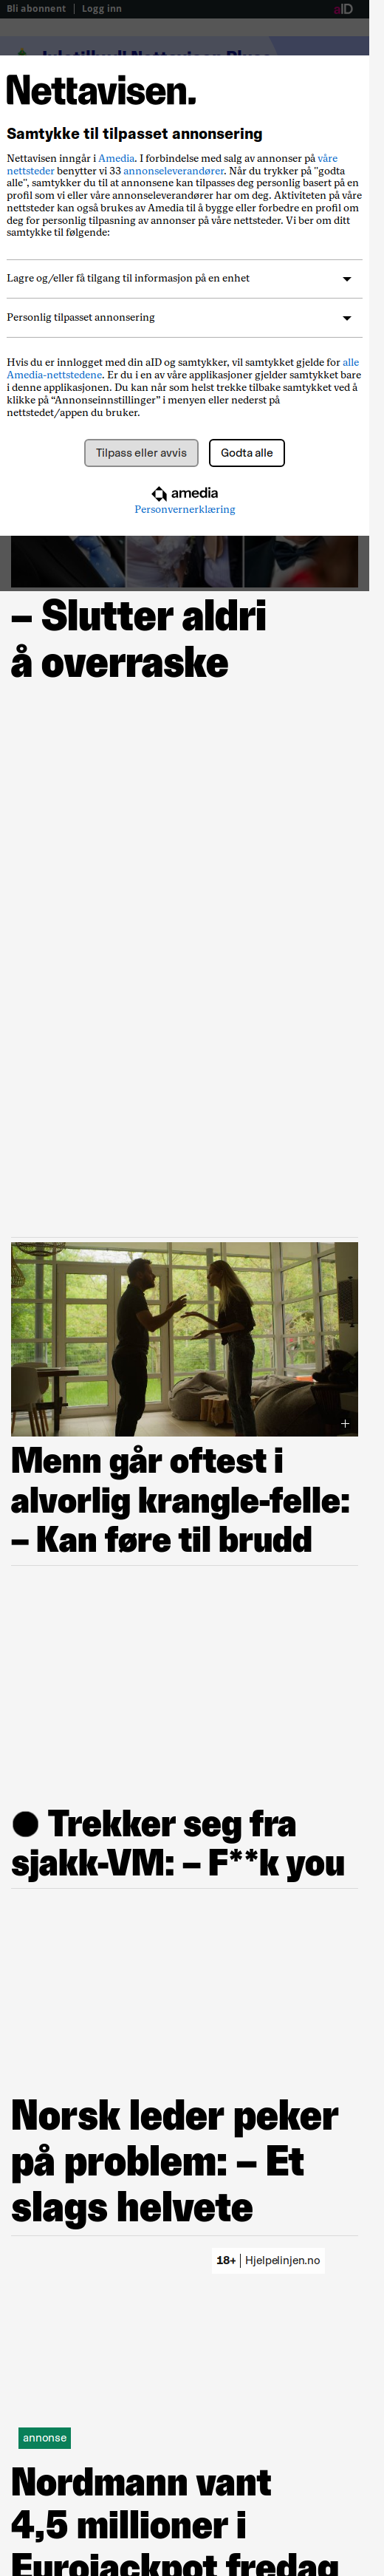 Bli abonnent | Logg inn
aID
Nettavisen.
Samtykke til tilpasset annonsering
Nettavisen inngår i Amedia. I forbindelse med salg av annonser på våre
nettsteder benytter vi 33 annonseleverandører. Når du trykker på "godta
alle", samtykker du til at annonsene kan tilpasses deg personlig basert på en
profil som vi eller våre annonseleverandører har om deg. Aktiviteten på våre
nettsteder kan også brukes av Amedia til å bygge eller forbedre en profil om
deg for personlig tilpasning av annonser på våre nettsteder. Vi ber om ditt
samtykke til følgende:
Lagre og/eller få tilgang til informasjon på en enhet
Personlig tilpasset annonsering
Hvis du er innlogget med din aID og samtykker, vil samtykket gjelde for alle
Amedia-nettstedene. Er du i en av våre applikasjoner gjelder samtykket bare
i denne applikasjonen. Du kan når som helst trekke tilbake samtykket ved å
klikke på “Annonseinnstillinger” i menyen eller nederst på
nettstedet/appen du bruker.
Tilpass eller avvis
Godta alle
amedia
Personvernerklæring
– Slutter aldri
å overraske
Menn går oftest i
alvorlig krangle-felle:
– Kan føre til brudd
Trekker seg fra
sjakk-VM: – F**k you
Norsk leder peker
på problem: – Et
slags helvete
18+ | Hjelpelinjen.no
annonse
Nordmann vant
4,5 millioner i
Eurojackpot fredag